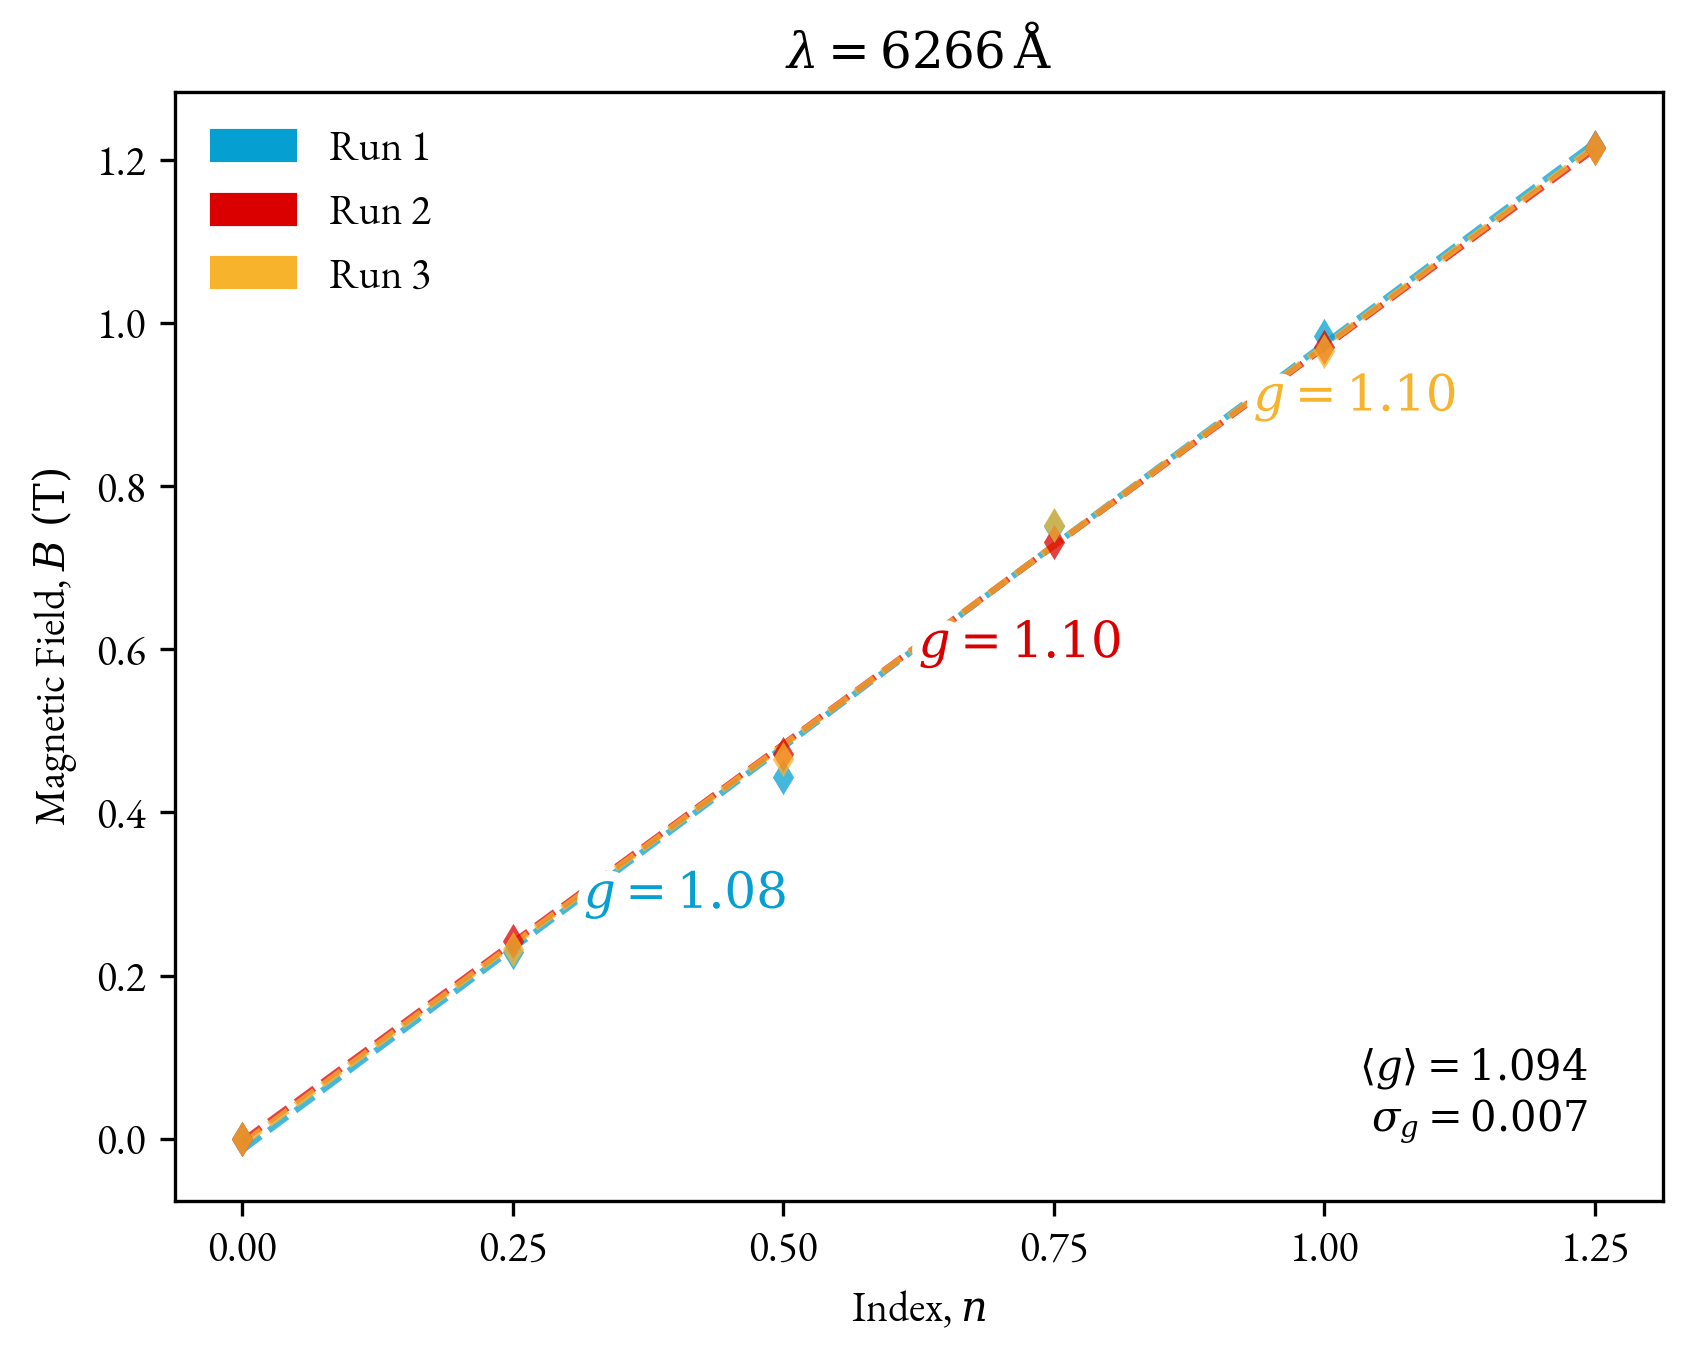 λ = 6266 Å
Run 1
Run 2
Run 3
Magnetic Field, B (T)
1.2
1.0
0.8
0.6
0.4
0.2
0.0
g = 1.10
g = 1.10
g = 1.08
⟨g⟩ = 1.094
σg = 0.007
0.00 0.25 0.50 0.75 1.00 1.25
Index, n